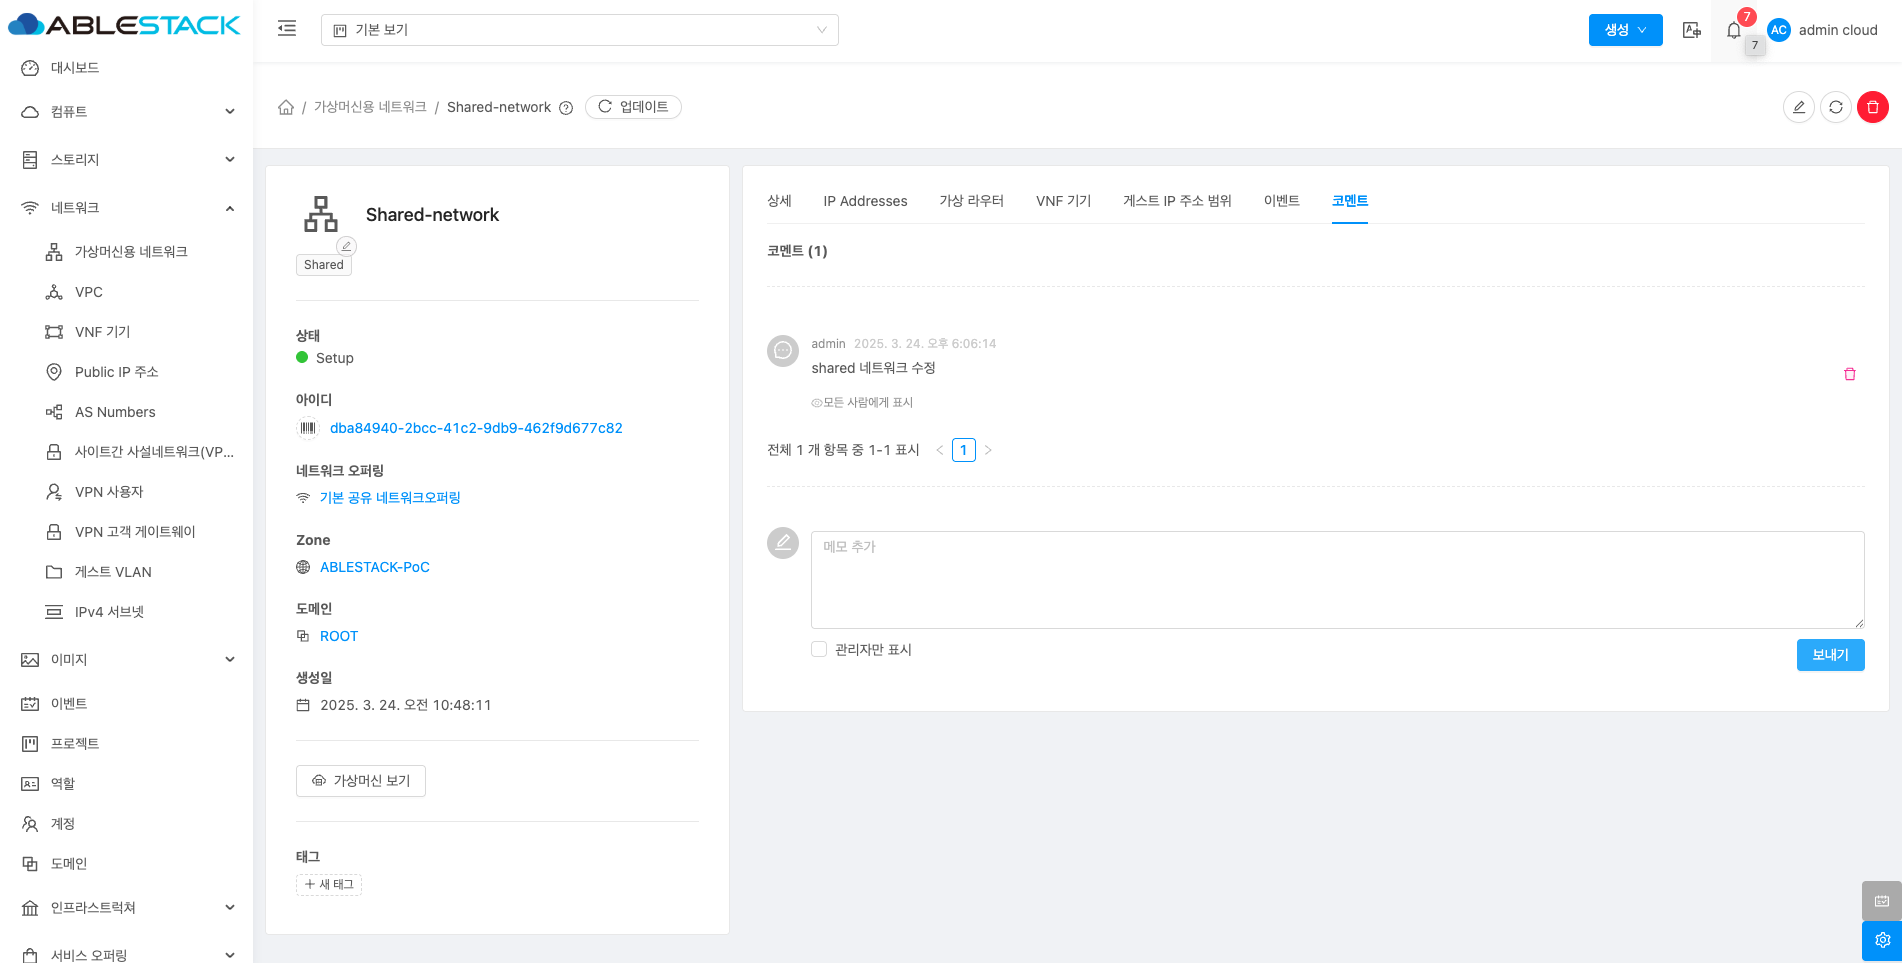 ABLESTACK
기본 보기
생성
7
7
AC
admin cloud
대시보드
컴퓨트
스토리지
네트워크
가상머신용 네트워크
VPC
VNF 기기
Public IP 주소
AS Numbers
사이트간 사설네트워크(VP...
VPN 사용자
VPN 고객 게이트웨이
게스트 VLAN
IPv4 서브넷
이미지
이벤트
프로젝트
역할
계정
도메인
인프라스트럭쳐
서비스 오퍼링
/ 가상머신용 네트워크 / Shared-network
업데이트
Shared-network
Shared
상태
Setup
아이디
dba84940-2bcc-41c2-9db9-462f9d677c82
네트워크 오퍼링
기본 공유 네트워크오퍼링
Zone
ABLESTACK-PoC
도메인
ROOT
생성일
2025. 3. 24. 오전 10:48:11
가상머신 보기
태그
+ 새 태그
상세 IP Addresses 가상 라우터 VNF 기기 게스트 IP 주소 범위 이벤트 코멘트
코멘트 (1)
admin 2025. 3. 24. 오후 6:06:14
shared 네트워크 수정
모든 사람에게 표시
전체 1 개 항목 중 1-1 표시 < 1 >
메모 추가
관리자만 표시
보내기